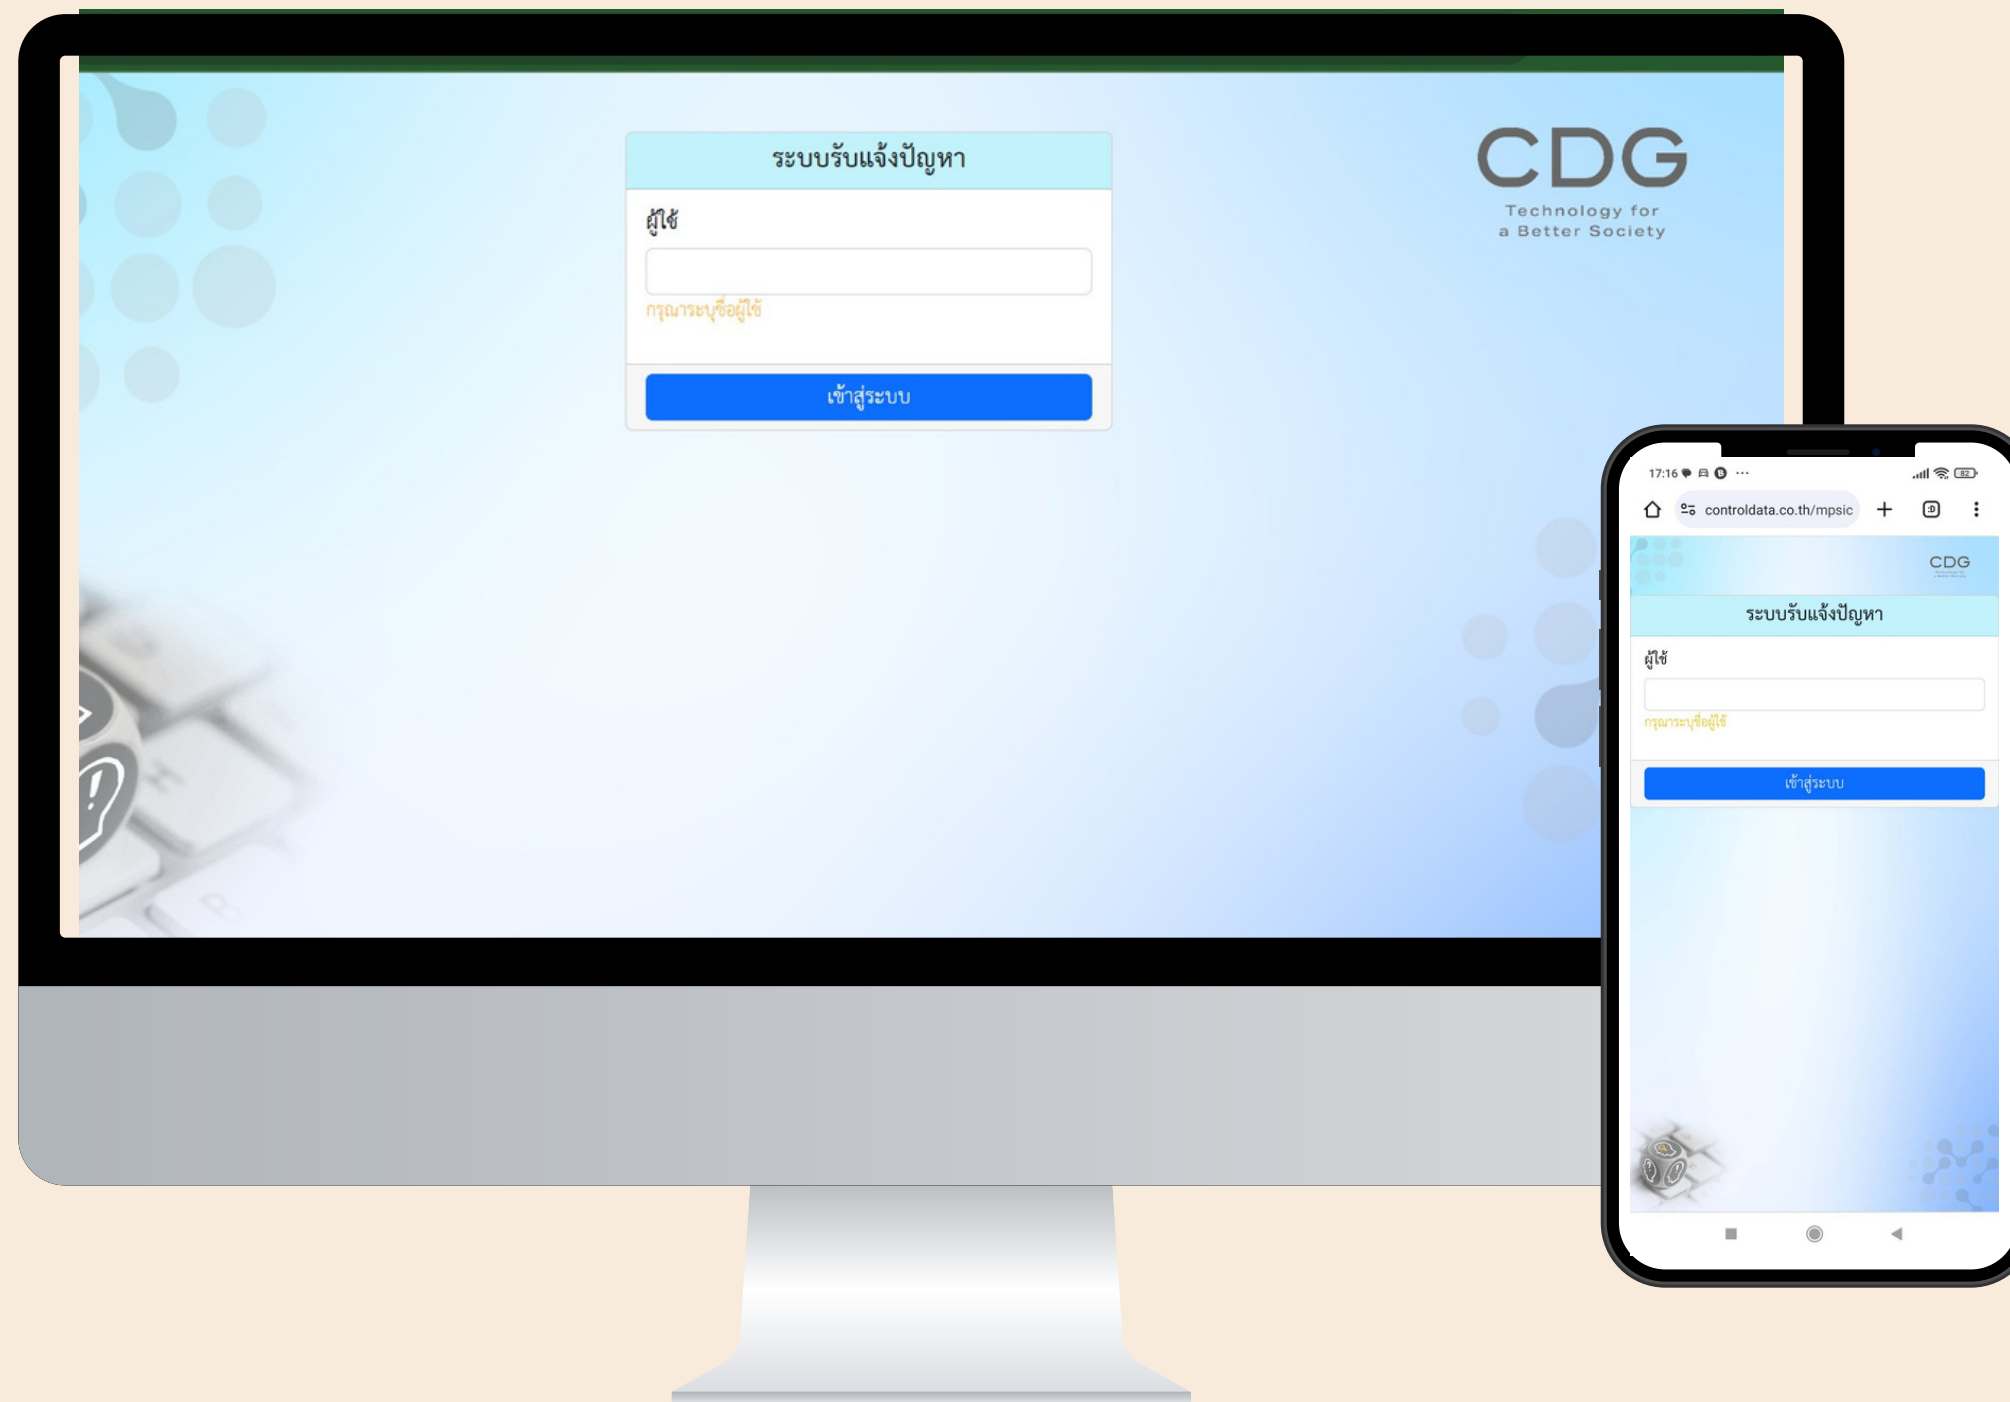 ระบบรับแจ้งปัญหา
ผู้ใช้
กรุณาระบุชื่อผู้ใช้
เข้าสู่ระบบ
CDG
Technology for
a Better Society
17:16
82
controldata.co.th/mpsic
:D
CDG
ระบบรับแจ้งปัญหา
ผู้ใช้
กรุณาระบุชื่อผู้ใช้
เข้าสู่ระบบ